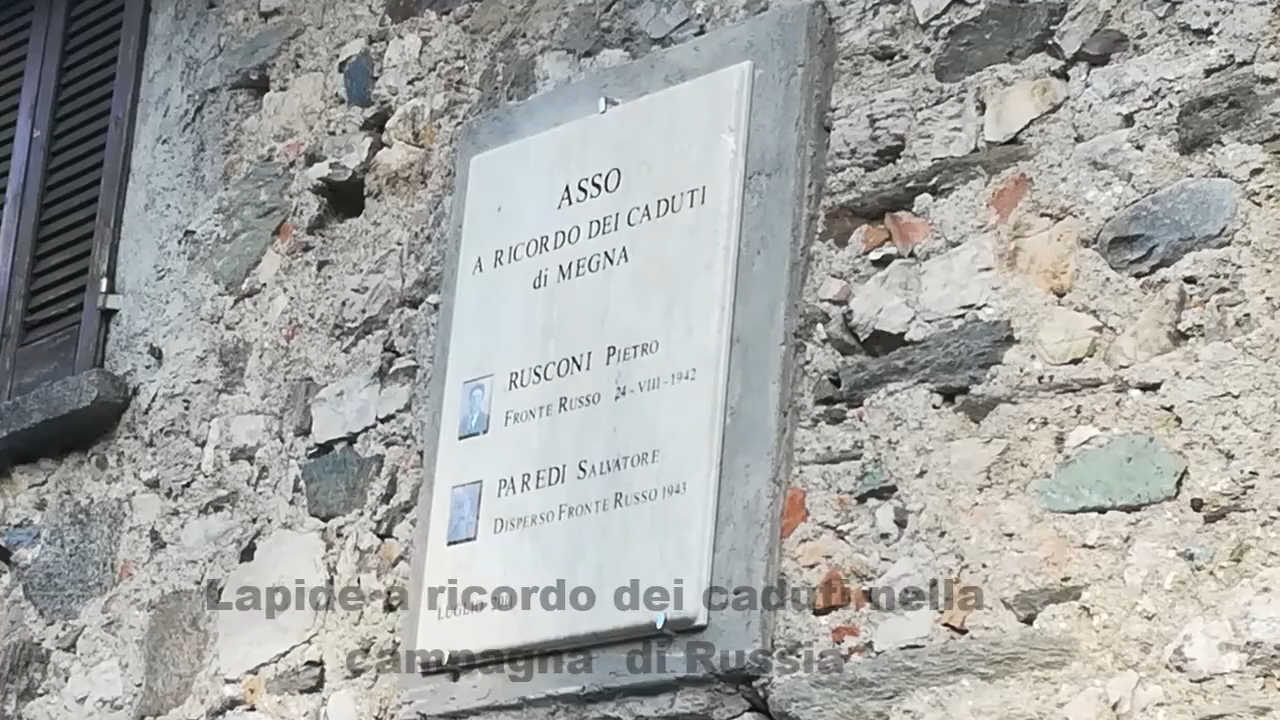 ASSO
A RICORDO DEI CADUTI
di MEGNA
RUSCONI PIETRO
FRONTE RUSSO 24-VIII-1942
PAREDI SALVATORE
DISPERSO FRONTE RUSSO 1943
LUGLIO
Lapide a ricordo dei caduti nella
campagna di Russia